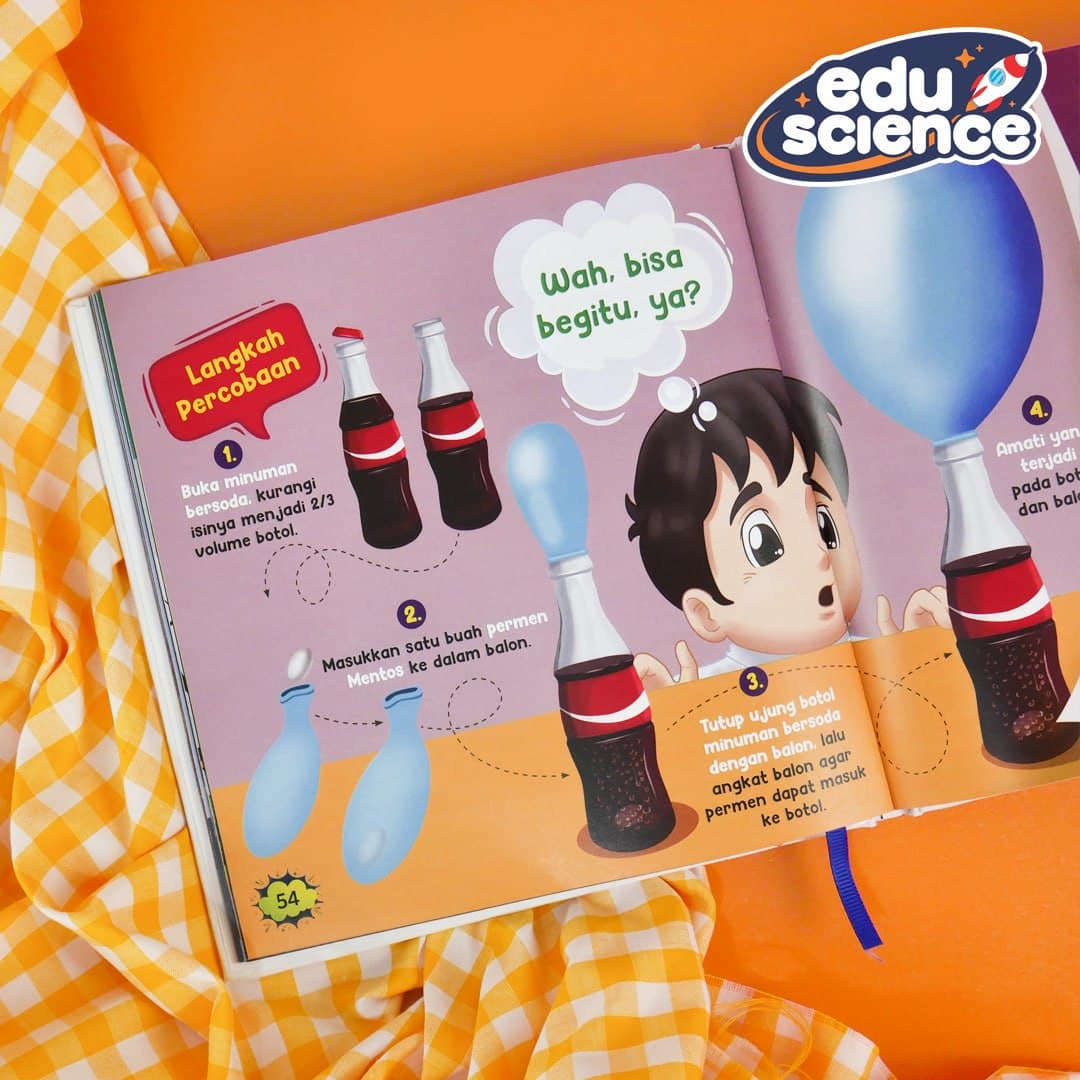 edu
science
Wah, bisa
begitu, ya?
Langkah
Percobaan
1.
Buka minuman
bersoda, kurangi
isinya menjadi 2/3
volume botol.
2.
Masukkan satu buah permen
Mentos ke dalam balon.
3.
Tutup ujung botol
minuman bersoda
dengan balon, lalu
angkat balon agar
permen dapat masuk
ke botol.
4.
Amati yan
terjadi
pada bot
dan bal
54